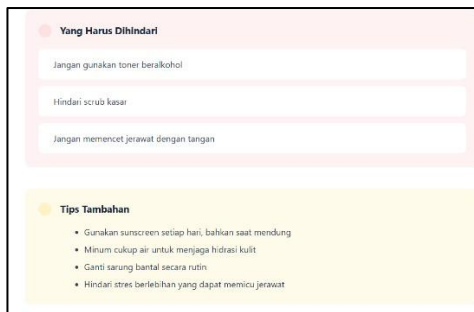 Yang Harus Dihindari
Jangan gunakan toner beralkohol
Hindari scrub kasar
Jangan memencet jerawat dengan tangan
Tips Tambahan
• Gunakan sunscreen setiap hari, bahkan saat mendung
• Minum cukup air untuk menjaga hidrasi kulit
• Ganti sarung bantal secara rutin
• Hindari stres berlebihan yang dapat memicu jerawat